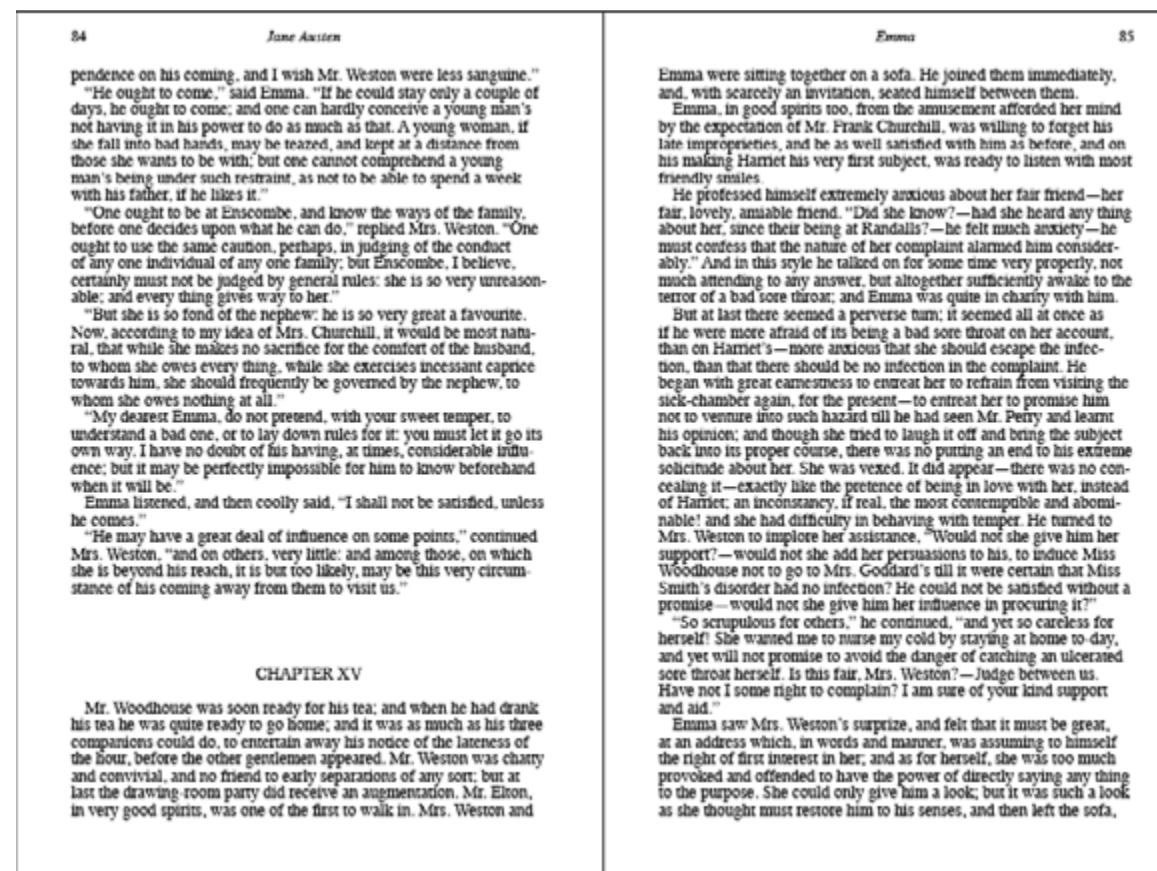 84
Jane Austen
pendence on his coming, and I wish Mr. Weston were less sanguine.”
“He ought to come,” said Emma. “If he could stay only a couple of
days, he ought to come; and one can hardly conceive a young man’s
not having it in his power to do as much as that. A young woman, if
she fall into bad hands, may be teazed, and kept at a distance from
those she wants to be with; but one cannot comprehend a young
man’s being under such restraint, as not to be able to spend a week
with his father, if he likes it.”
“One ought to be at Enscombe, and know the ways of the family,
before one decides upon what he can do,” replied Mrs. Weston. “One
ought to use the same caution, perhaps, in judging of the conduct
of any one individual of any one family; but Enscombe, I believe,
certainly must not be judged by general rules: she is so very unreason-
able; and every thing gives way to her.”
“But she is so fond of the nephew: he is so very great a favourite.
Now, according to my idea of Mrs. Churchill, it would be most natu-
ral, that while she makes no sacrifice for the comfort of the husband,
to whom she owes every thing, while she exercises incessant caprice
towards him, she should frequently be governed by the nephew, to
whom she owes nothing at all.”
“My dearest Emma, do not pretend, with your sweet temper, to
understand a bad one, or to lay down rules for it: you must let it go its
own way. I have no doubt of his having, at times, considerable influ-
ence; but it may be perfectly impossible for him to know beforehand
when it will be.”
Emma listened, and then coolly said, “I shall not be satisfied, unless
he comes.”
“He may have a great deal of influence on some points,” continued
Mrs. Weston, “and on others, very little: and among those, on which
she is beyond his reach, it is but too likely, may be this very circum-
stance of his coming away from them to visit us.”
CHAPTER XV
Mr. Woodhouse was soon ready for his tea; and when he had drank
his tea he was quite ready to go home; and it was as much as his three
companions could do, to entertain away his notice of the lateness of
the hour, before the other gentlemen appeared. Mr. Weston was chatty
and convivial, and no friend to early separations of any sort; but at
last the drawing-room party did receive an augmentation. Mr. Elton,
in very good spirits, was one of the first to walk in. Mrs. Weston and
Emma
85
Emma were sitting together on a sofa. He joined them immediately,
and, with scarcely an invitation, seated himself between them.
Emma, in good spirits too, from the amusement afforded her mind
by the expectation of Mr. Frank Churchill, was willing to forget his
late improprieties, and be as well satisfied with him as before, and on
his making Harriet his very first subject, was ready to listen with most
friendly smiles.
He professed himself extremely anxious about her fair friend—her
fair, lovely, amiable friend. “Did she know?—had she heard any thing
about her, since their being at Randalls?—he felt much anxiety—he
must confess that the nature of her complaint alarmed him consider-
ably.” And in this style he talked on for some time very properly, not
much attending to any answer, but altogether sufficiently awake to the
terror of a bad sore throat; and Emma was quite in charity with him.
But at last there seemed a perverse turn; it seemed all at once as
if he were more afraid of its being a bad sore throat on her account,
than on Harriet’s—more anxious that she should escape the infec-
tion, than that there should be no infection in the complaint. He
began with great earnestness to entreat her to refrain from visiting the
sick-chamber again, for the present—to entreat her to promise him
not to venture into such hazard till he had seen Mr. Perry and learnt
his opinion; and though she tried to laugh it off and bring the subject
back into its proper course, there was no putting an end to his extreme
solicitude about her. She was vexed. It did appear—there was no con-
cealing it—exactly like the pretence of being in love with her, instead
of Harriet; an inconstancy, if real, the most contemptible and abomi-
nable! and she had difficulty in behaving with temper. He turned to
Mrs. Weston to implore her assistance, “Would not she give him her
support?—would not she add her persuasions to his, to induce Miss
Woodhouse not to go to Mrs. Goddard’s till it were certain that Miss
Smith’s disorder had no infection? He could not be satisfied without a
promise—would not she give him her influence in procuring it?”
“So scrupulous for others,” he continued, “and yet so careless for
herself! She wanted me to nurse my cold by staying at home to-day,
and yet will not promise to avoid the danger of catching an ulcerated
sore throat herself. Is this fair, Mrs. Weston?—Judge between us.
Have not I some right to complain? I am sure of your kind support
and aid.”
Emma saw Mrs. Weston’s surprize, and felt that it must be great,
at an address which, in words and manner, was assuming to himself
the right of first interest in her; and as for herself, she was too much
provoked and offended to have the power of directly saying any thing
to the purpose. She could only give him a look; but it was such a look
as she thought must restore him to his senses, and then left the sofa,